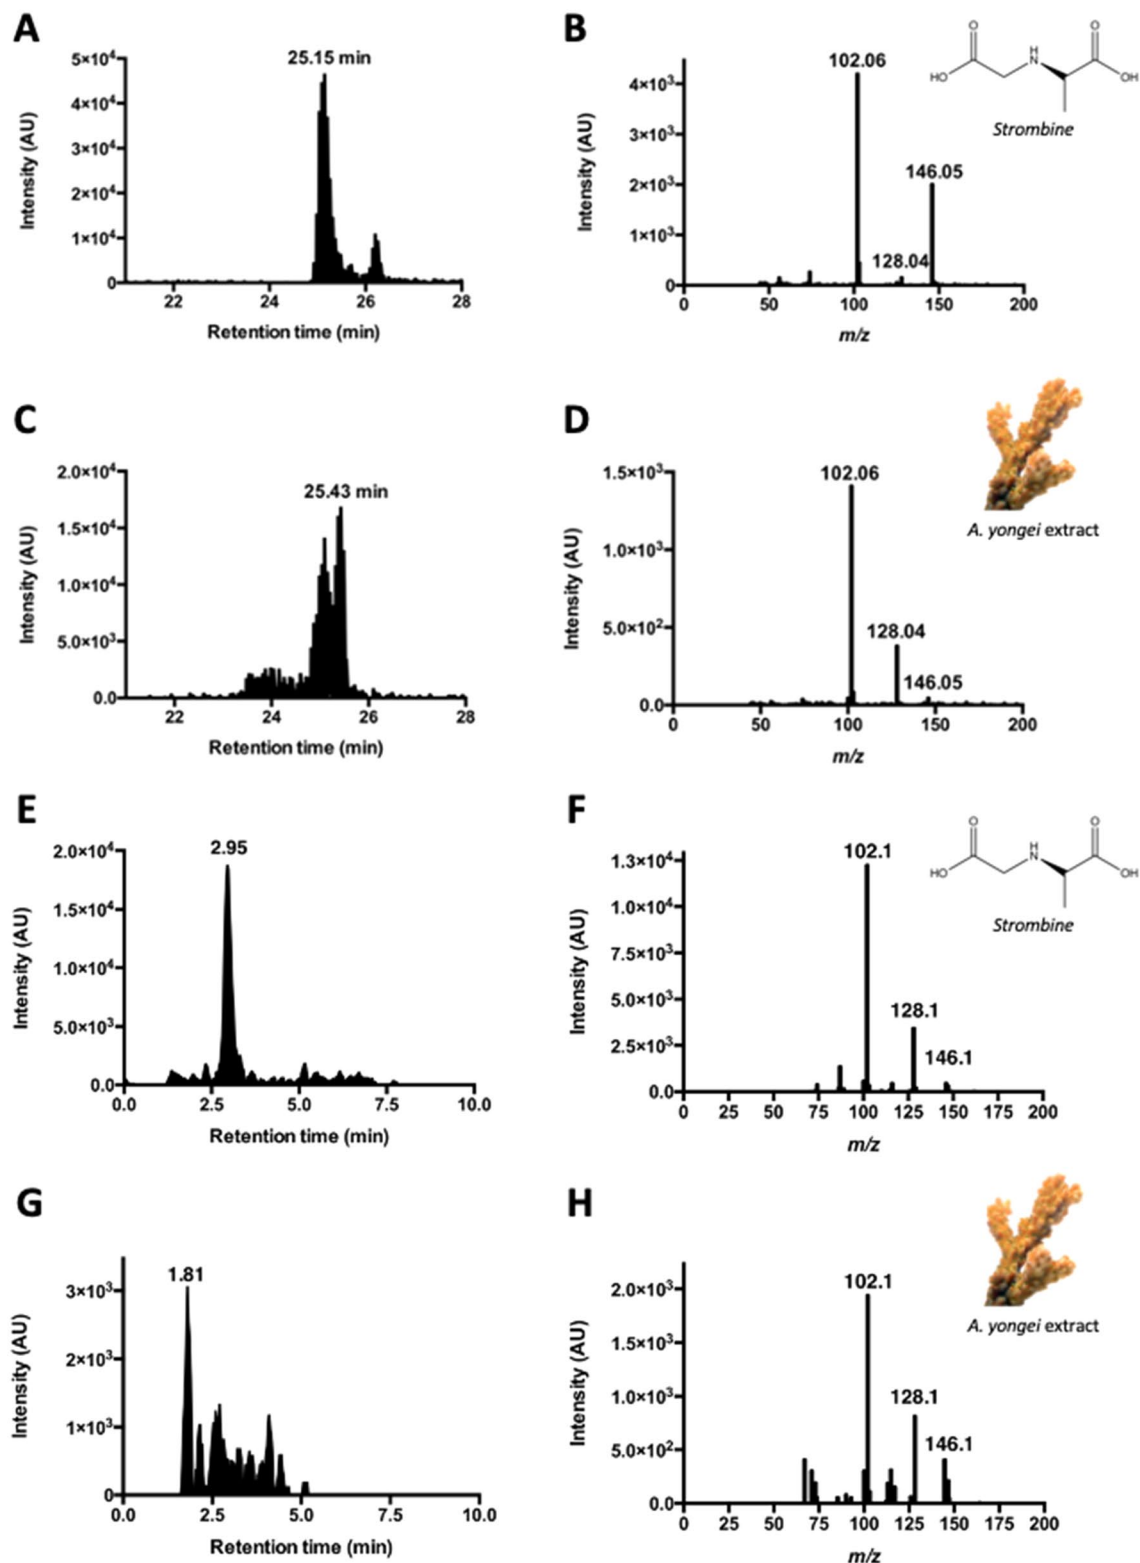 A
25.15 min
5×10⁴
4×10⁴
3×10⁴
2×10⁴
1×10⁴
0
22 24 26 28
Intensity (AU)
Retention time (min)
B
102.06
146.05
128.04
4×10³
3×10³
2×10³
1×10³
0
0 50 100 150 200
Intensity (AU)
m/z
O O
H
N
HO OH
Strombine
C
25.43 min
2.0×10⁴
1.5×10⁴
1.0×10⁴
5.0×10³
0.0
22 24 26 28
Intensity (AU)
Retention time (min)
D
102.06
128.04
146.05
1.5×10³
1.0×10³
5.0×10²
0.0
0 50 100 150 200
Intensity (AU)
m/z
A. yongei extract
E
2.95
2.0×10⁴
1.5×10⁴
1.0×10⁴
5.0×10³
0.0
0.0 2.5 5.0 7.5 10.0
Intensity (AU)
Retention time (min)
F
102.1
128.1
146.1
1.3×10⁴
1.0×10⁴
7.5×10³
5.0×10³
2.5×10³
0.0
0 25 50 75 100 125 150 175 200
Intensity (AU)
m/z
O O
H
N
HO OH
Strombine
G
1.81
3×10³
2×10³
1×10³
0
0.0 2.5 5.0 7.5 10.0
Intensity (AU)
Retention time (min)
H
102.1
128.1
146.1
2.0×10³
1.5×10³
1.0×10³
5.0×10²
0.0
0 25 50 75 100 125 150 175 200
Intensity (AU)
m/z
A. yongei extract